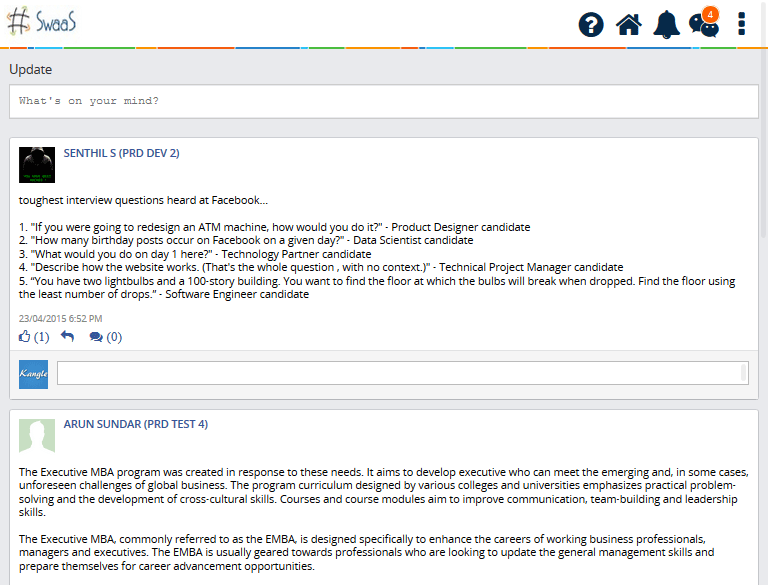 SwaaS
4
Update
What's on your mind?
SENTHIL S (PRD DEV 2)
toughest interview questions heard at Facebook...
1. "If you were going to redesign an ATM machine, how would you do it?" - Product Designer candidate
2. "How many birthday posts occur on Facebook on a given day?" - Data Scientist candidate
3. "What would you do on day 1 here?" - Technology Partner candidate
4. "Describe how the website works. (That's the whole question , with no context.)" - Technical Project Manager candidate
5. "You have two lightbulbs and a 100-story building. You want to find the floor at which the bulbs will break when dropped. Find the floor using
the least number of drops." - Software Engineer candidate
23/04/2015 6:52 PM
(1) (0)
Kangle
ARUN SUNDAR (PRD TEST 4)
The Executive MBA program was created in response to these needs. It aims to develop executive who can meet the emerging and, in some cases,
unforeseen challenges of global business. The program curriculum designed by various colleges and universities emphasizes practical problem-
solving and the development of cross-cultural skills. Courses and course modules aim to improve communication, team-building and leadership
skills.
The Executive MBA, commonly referred to as the EMBA, is designed specifically to enhance the careers of working business professionals,
managers and executives. The EMBA is usually geared towards professionals who are looking to update the general management skills and
prepare themselves for career advancement opportunities.